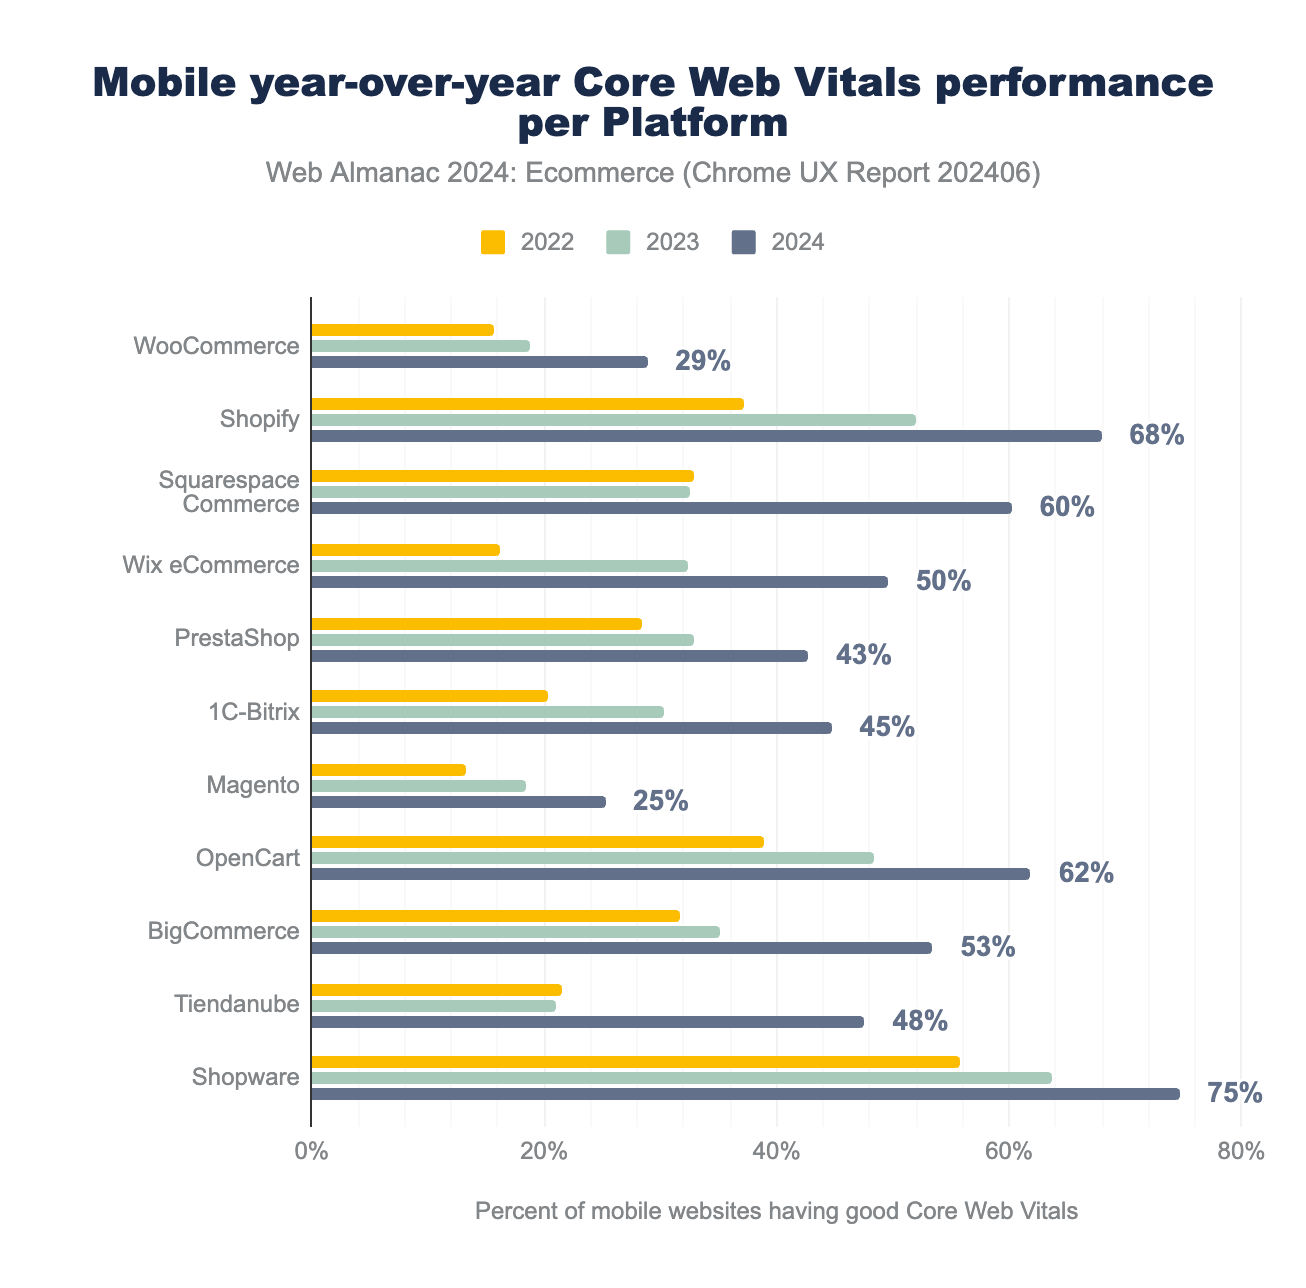 Mobile year-over-year Core Web Vitals performance
per Platform
Web Almanac 2024: Ecommerce (Chrome UX Report 202406)
2022 2023 2024
WooCommerce 29%
Shopify 68%
Squarespace
Commerce 60%
Wix eCommerce 50%
PrestaShop 43%
1C-Bitrix 45%
Magento 25%
OpenCart 62%
BigCommerce 53%
Tiendanube 48%
Shopware 75%
0% 20% 40% 60% 80%
Percent of mobile websites having good Core Web Vitals